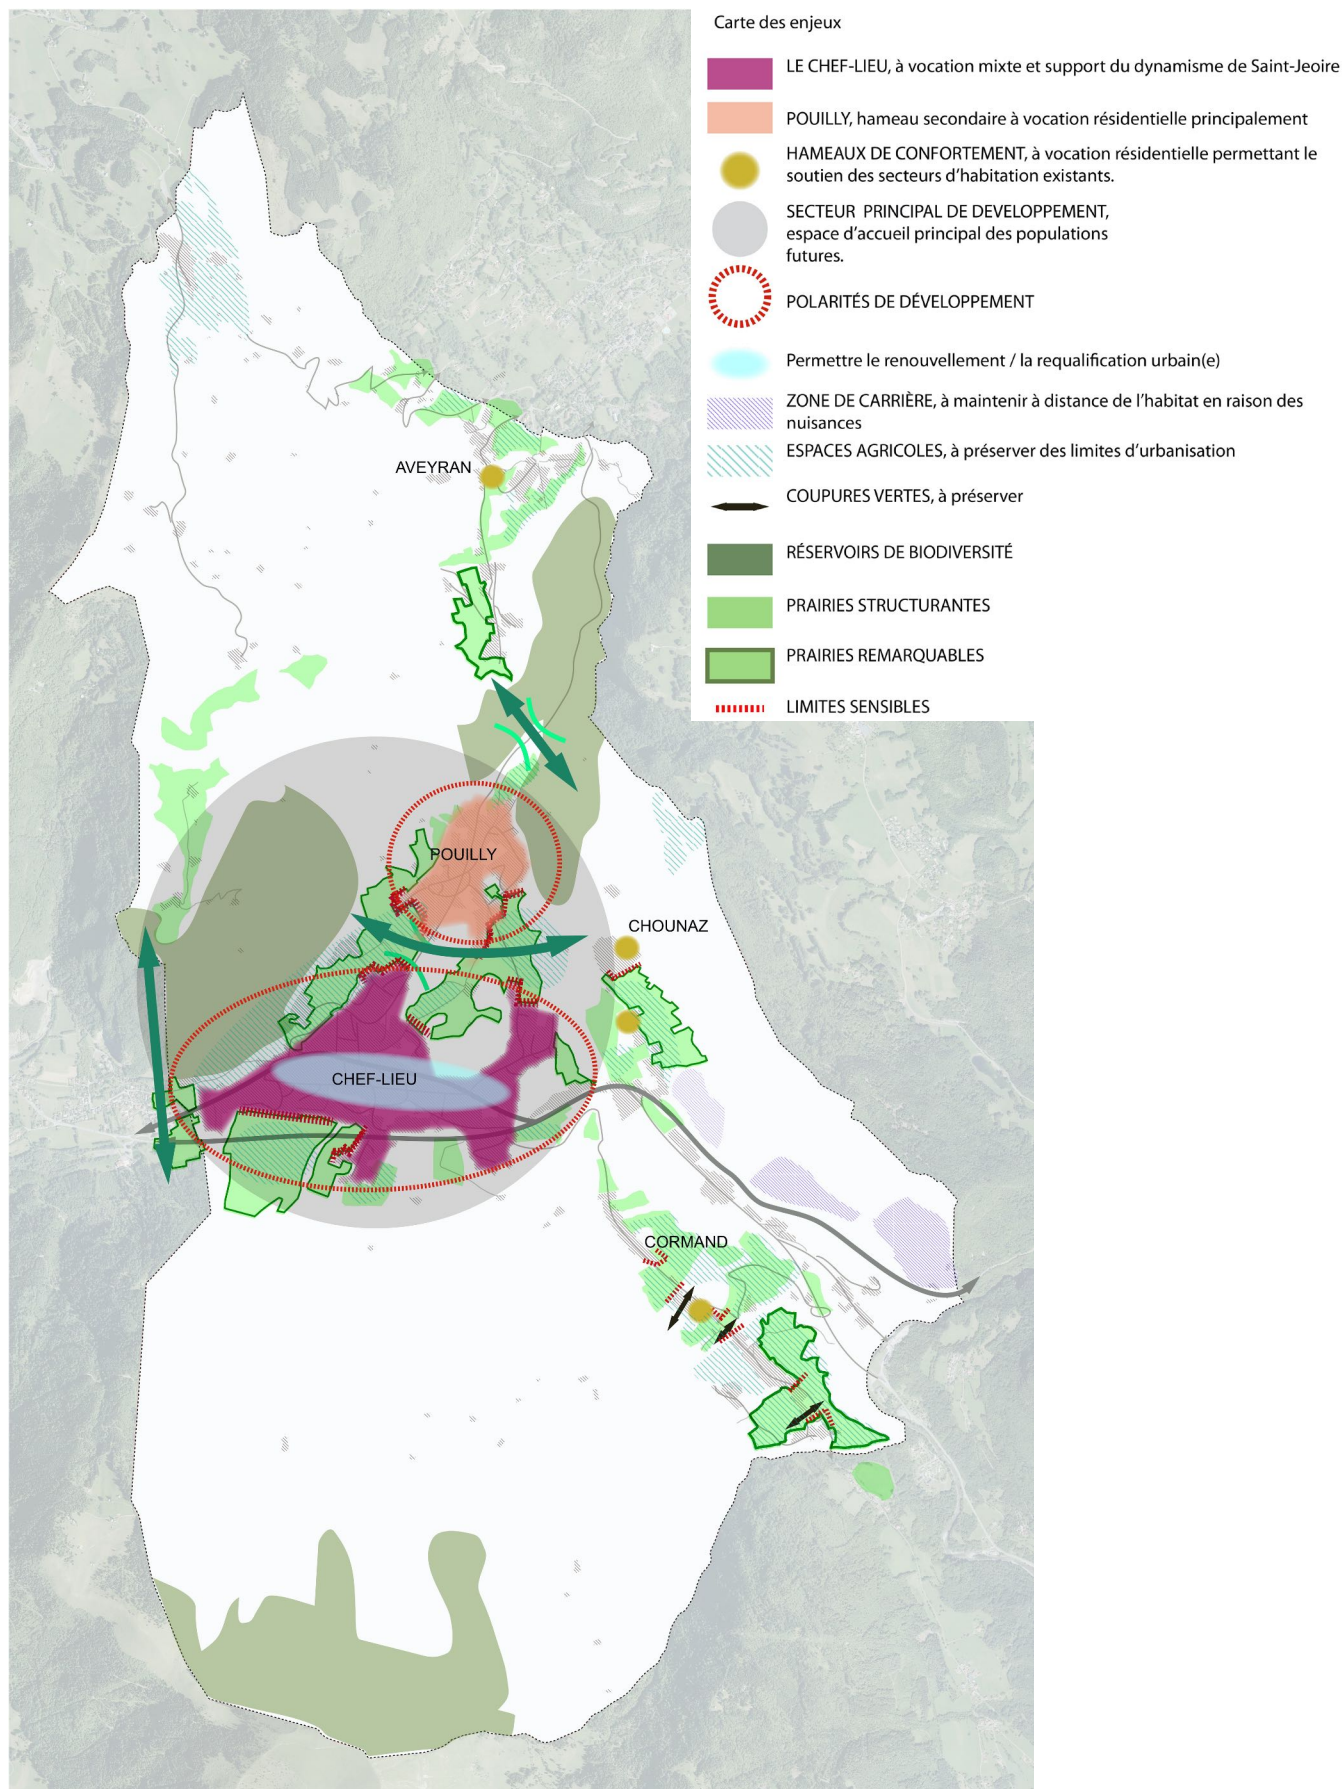 Carte des enjeux
LE CHEF-LIEU, à vocation mixte et support du dynamisme de Saint-Jeoire
POUILLY, hameau secondaire à vocation résidentielle principalement
HAMEAUX DE CONFORTEMENT, à vocation résidentielle permettant le
soutien des secteurs d'habitation existants.
SECTEUR PRINCIPAL DE DEVELOPPEMENT,
espace d'accueil principal des populations
futures.
POLARITÉS DE DÉVELOPPEMENT
Permettre le renouvellement / la requalification urbain(e)
ZONE DE CARRIÈRE, à maintenir à distance de l'habitat en raison des
nuisances
ESPACES AGRICOLES, à préserver des limites d'urbanisation
COUPURES VERTES, à préserver
RÉSERVOIRS DE BIODIVERSITÉ
PRAIRIES STRUCTURANTES
PRAIRIES REMARQUABLES
LIMITES SENSIBLES
AVEYRAN
POUILLY
CHOUNAZ
CHEF-LIEU
CORMAND